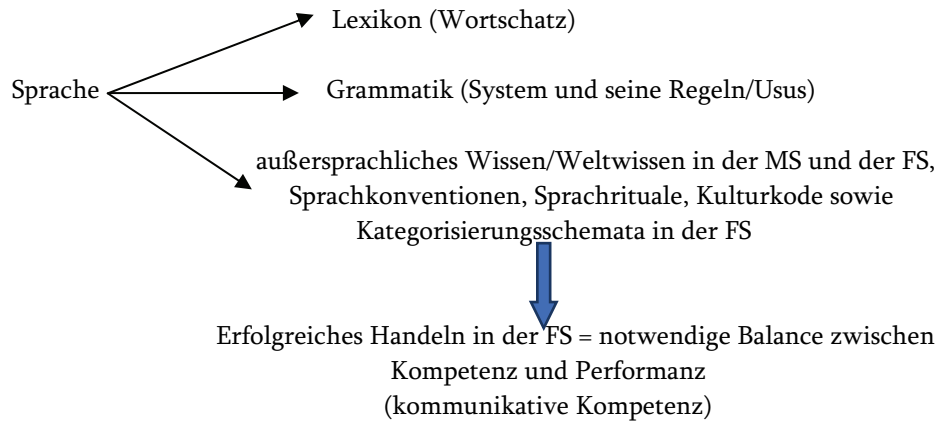 Lexikon (Wortschatz)
Sprache
Grammatik (System und seine Regeln/Usus)
außersprachliches Wissen/Weltwissen in der MS und der FS,
Sprachkonventionen, Sprachrituale, Kulturkode sowie
Kategorisierungsschemata in der FS
Erfolgreiches Handeln in der FS = notwendige Balance zwischen
Kompetenz und Performanz
(kommunikative Kompetenz)